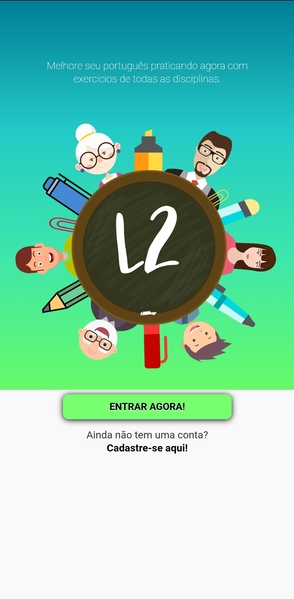 Melhore seu português praticando agora com
exercicios de todas as disciplinas.
L2
ENTRAR AGORA!
Ainda não tem uma conta?
Cadastre-se aqui!